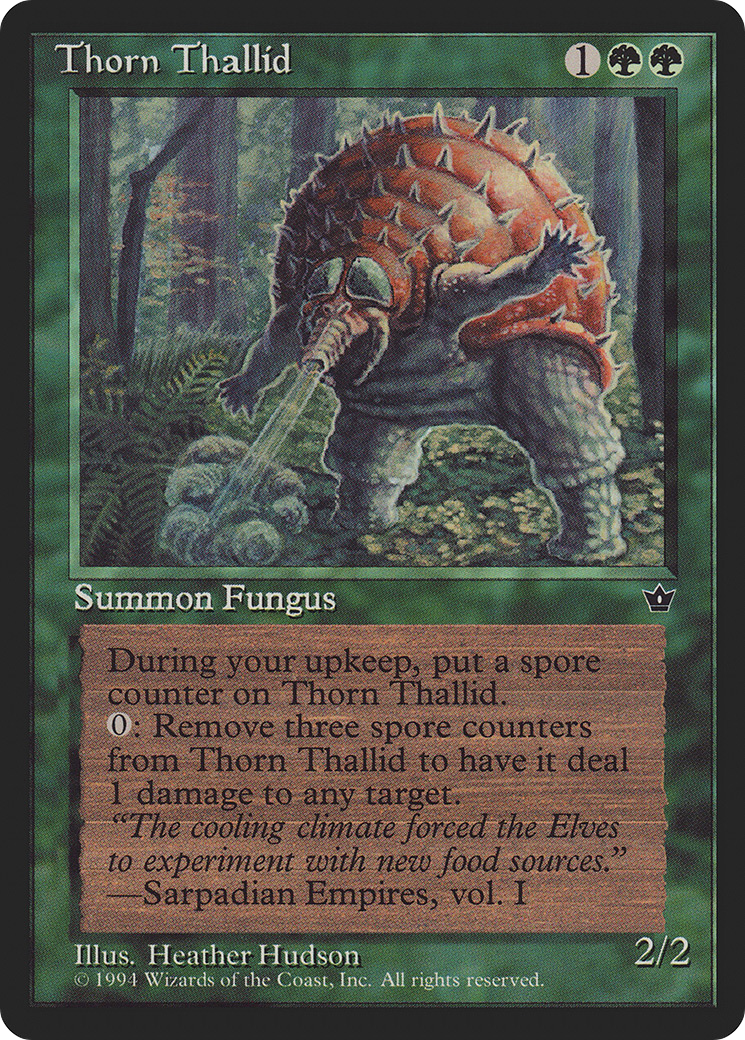 Thorn Thallid
1
Summon Fungus
During your upkeep, put a spore
counter on Thorn Thallid.
0: Remove three spore counters
from Thorn Thallid to have it deal
1 damage to any target.
“The cooling climate forced the Elves
to experiment with new food sources.”
—Sarpadian Empires, vol. I
Illus. Heather Hudson
2/2
© 1994 Wizards of the Coast, Inc. All rights reserved.